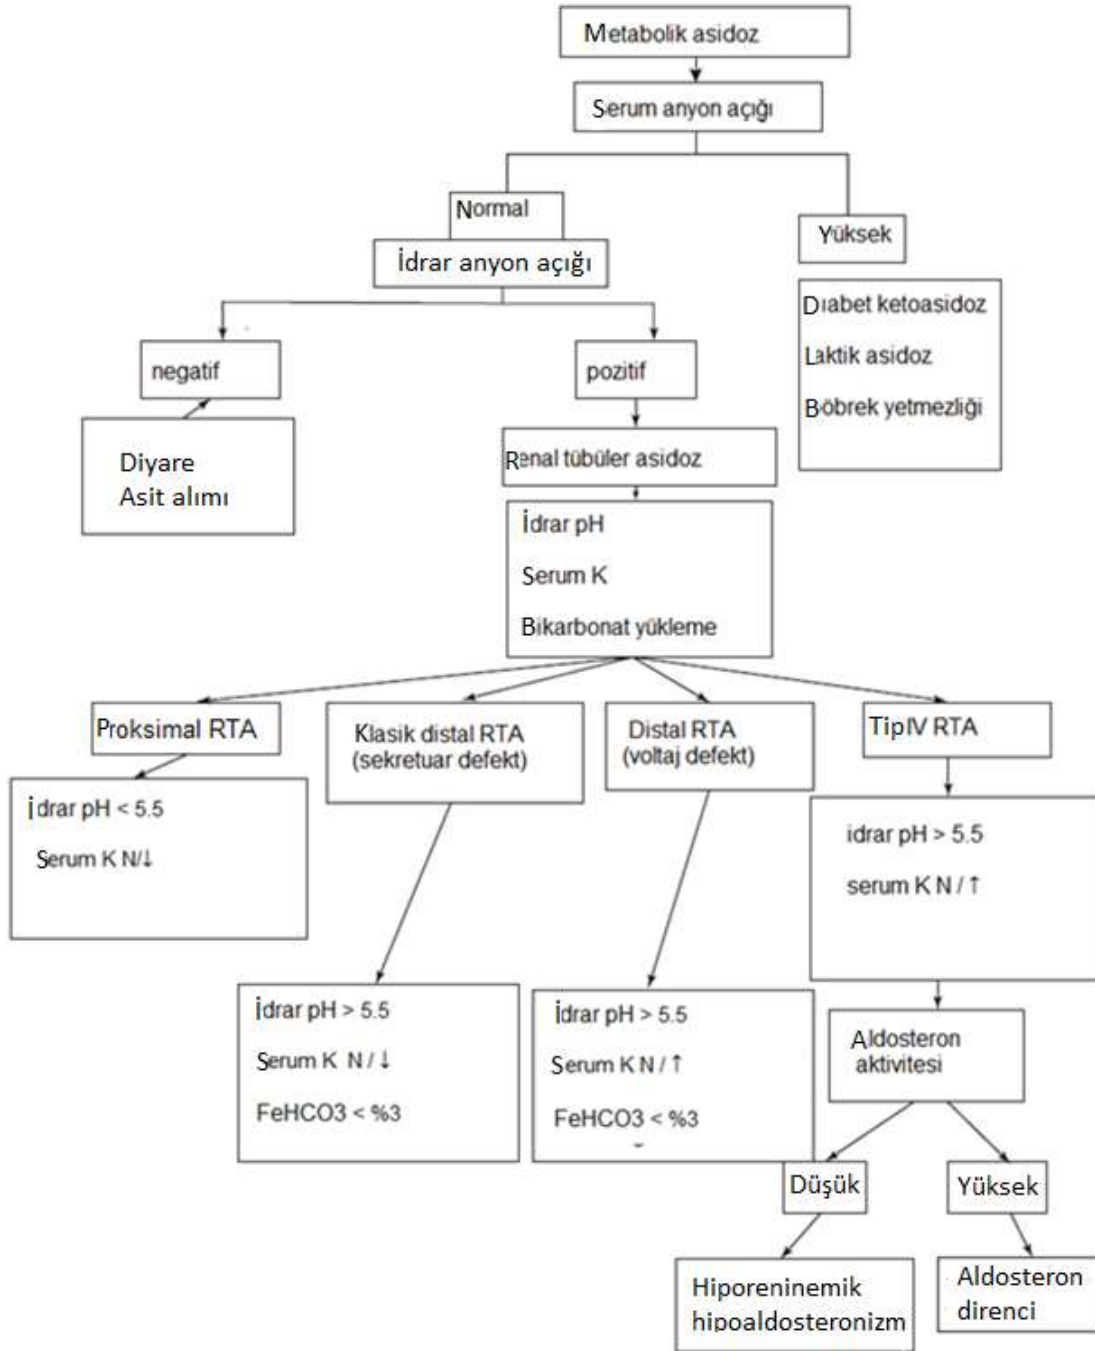 Metabolik asidoz
Serum anyon açığı
Normal
Yüksek
İdrar anyon açığı
Dıabet ketoasidoz
Laktik asidoz
Böbrek yetmezliği
negatif
pozitif
Diyare
Asit alımı
Renal tübüler asidoz
İdrar pH
Serum K
Bikarbonat yükleme
Proksimal RTA
Klasik distal RTA
(sekretuar defekt)
Distal RTA
(voltaj defekt)
TipIV RTA
İdrar pH < 5.5
Serum K N/↓
idrar pH > 5.5
serum K N / ↑
İdrar pH > 5.5
Serum K N / ↓
FeHCO3 < %3
İdrar pH > 5.5
Serum K N / ↑
FeHCO3 < %3
Aldosteron
aktivitesi
Düşük
Yüksek
Hiporeninemik
hipoaldosteronizm
Aldosteron
direnci